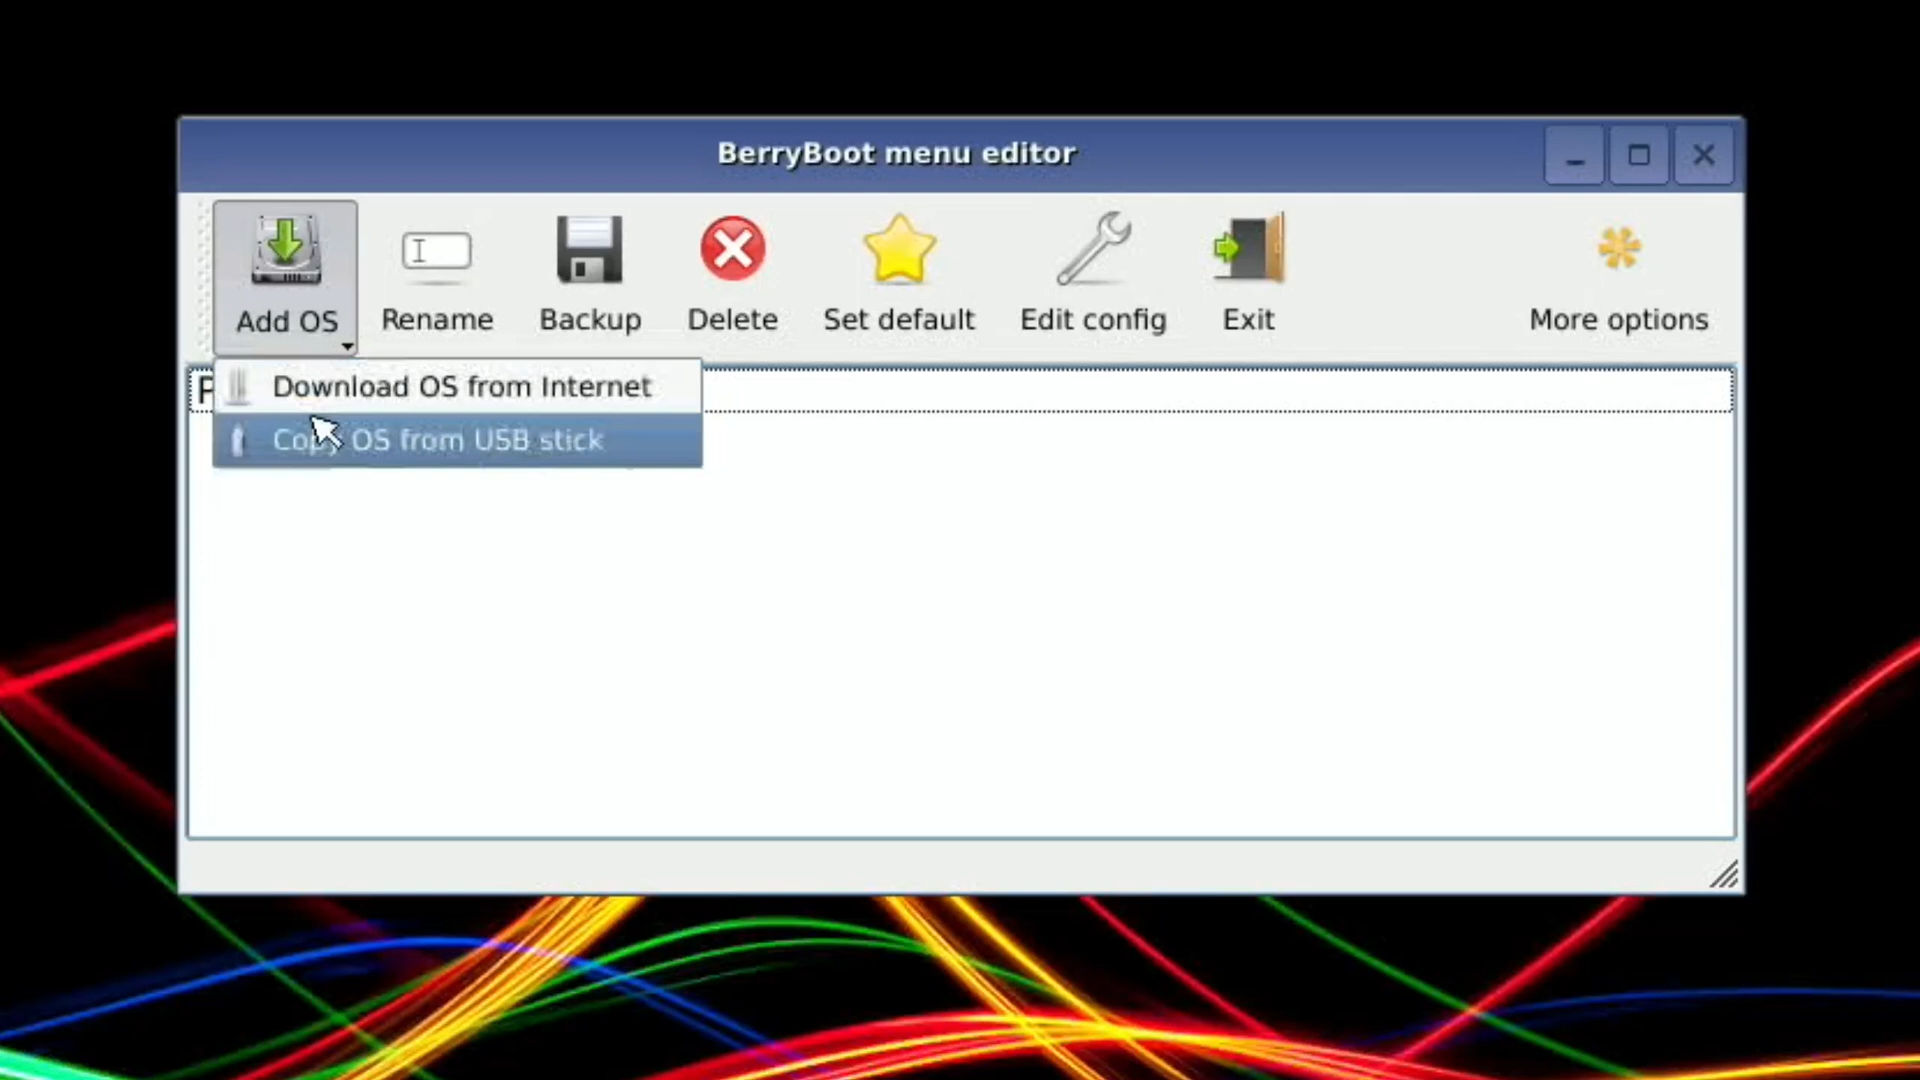 BerryBoot menu editor
Add OS
Rename
Backup
Delete
Set default
Edit config
Exit
More options
Download OS from Internet
Copy OS from USB stick